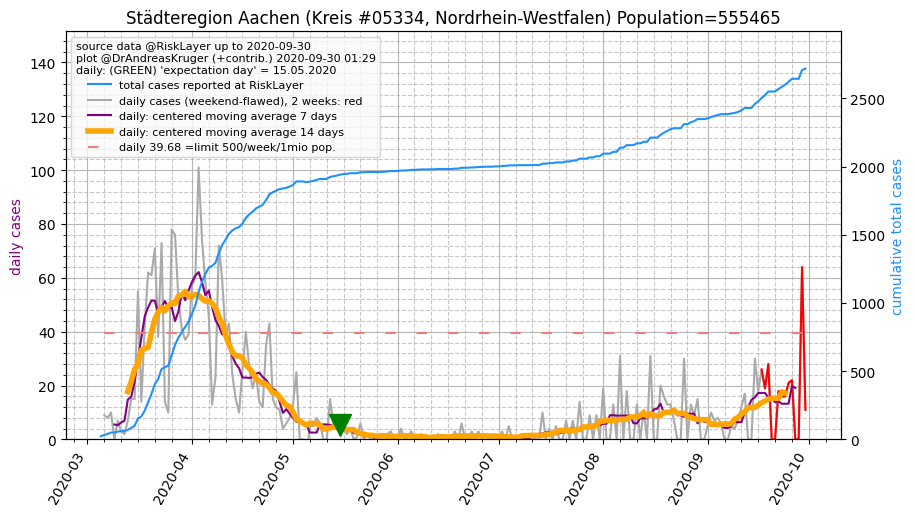 Städteregion Aachen (Kreis #05334, Nordrhein-Westfalen) Population=555465
source data @RiskLayer up to 2020-09-30
plot @DrAndreasKruger (+contrib.) 2020-09-30 01:29
daily: (GREEN) 'expectation day' = 15.05.2020
total cases reported at RiskLayer
daily cases (weekend-flawed), 2 weeks: red
daily: centered moving average 7 days
daily: centered moving average 14 days
daily 39.68 =limit 500/week/1mio pop.
daily cases
140
120
100
80
60
40
20
0
cumulative total cases
2500
2000
1500
1000
500
0
2020-03
2020-04
2020-05
2020-06
2020-07
2020-08
2020-09
2020-10